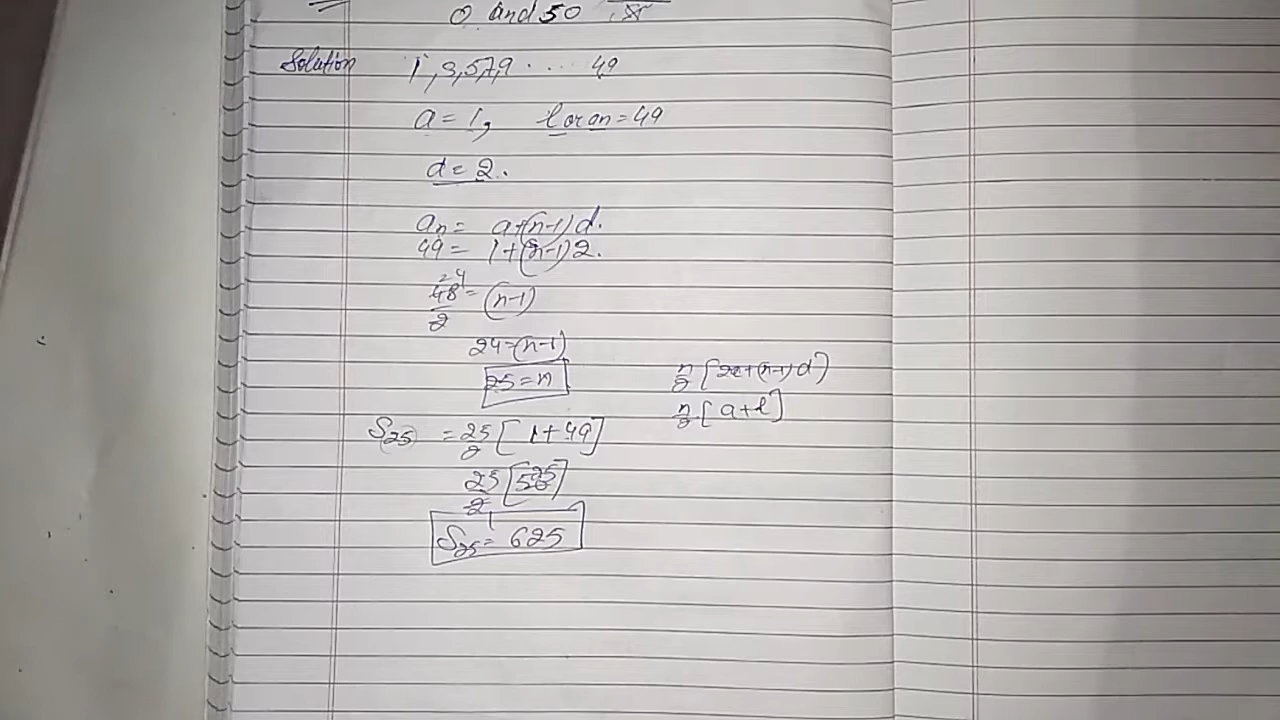 0 and 50
Solution 1, 3, 5, 7, 9 .... 49
a = 1, l or an = 49
d = 2.
an = a+(n-1)d.
49 = 1+(n-1)2.
24
48 = (n-1)
2
24=(n-1)
25 = n
n/2 [2a+(n-1)d]
n/2 [a+l]
S25 = 25/2 [1+49]
25/2 [50 25]
S25 = 625